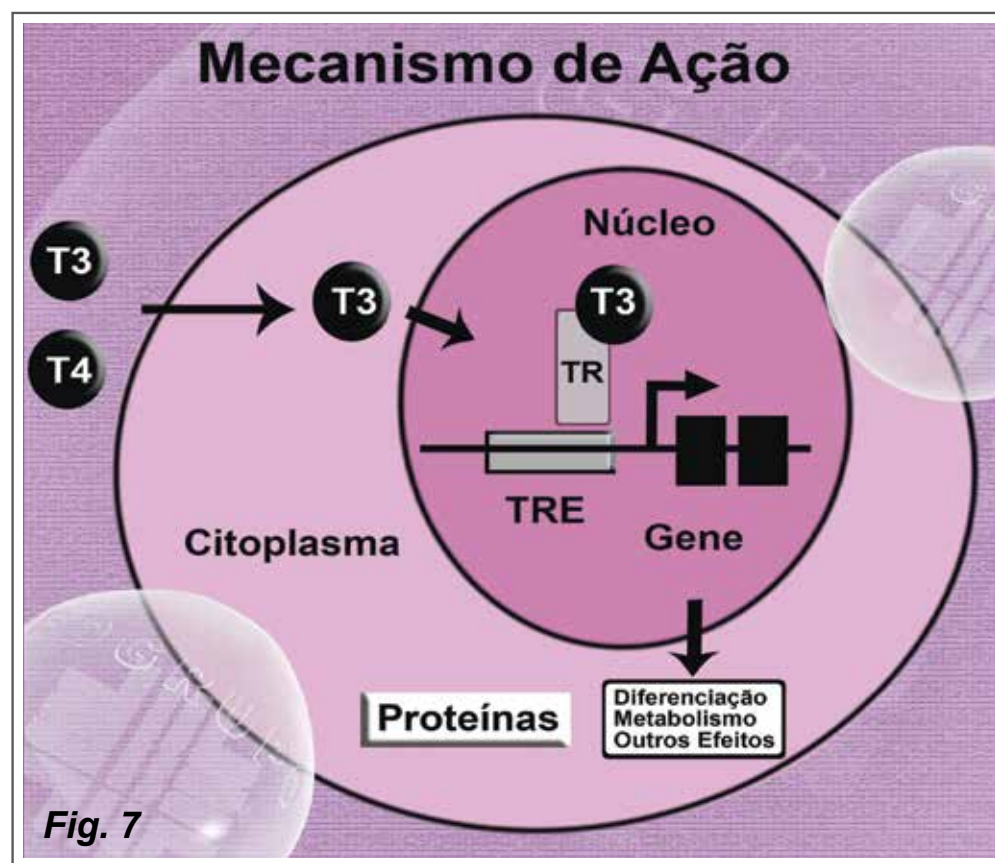 Mecanismo de Ação
Núcleo
T3
T4
T3
T3
TR
TRE
Gene
Citoplasma
Proteínas
Diferenciação
Metabolismo
Outros Efeitos
Fig. 7